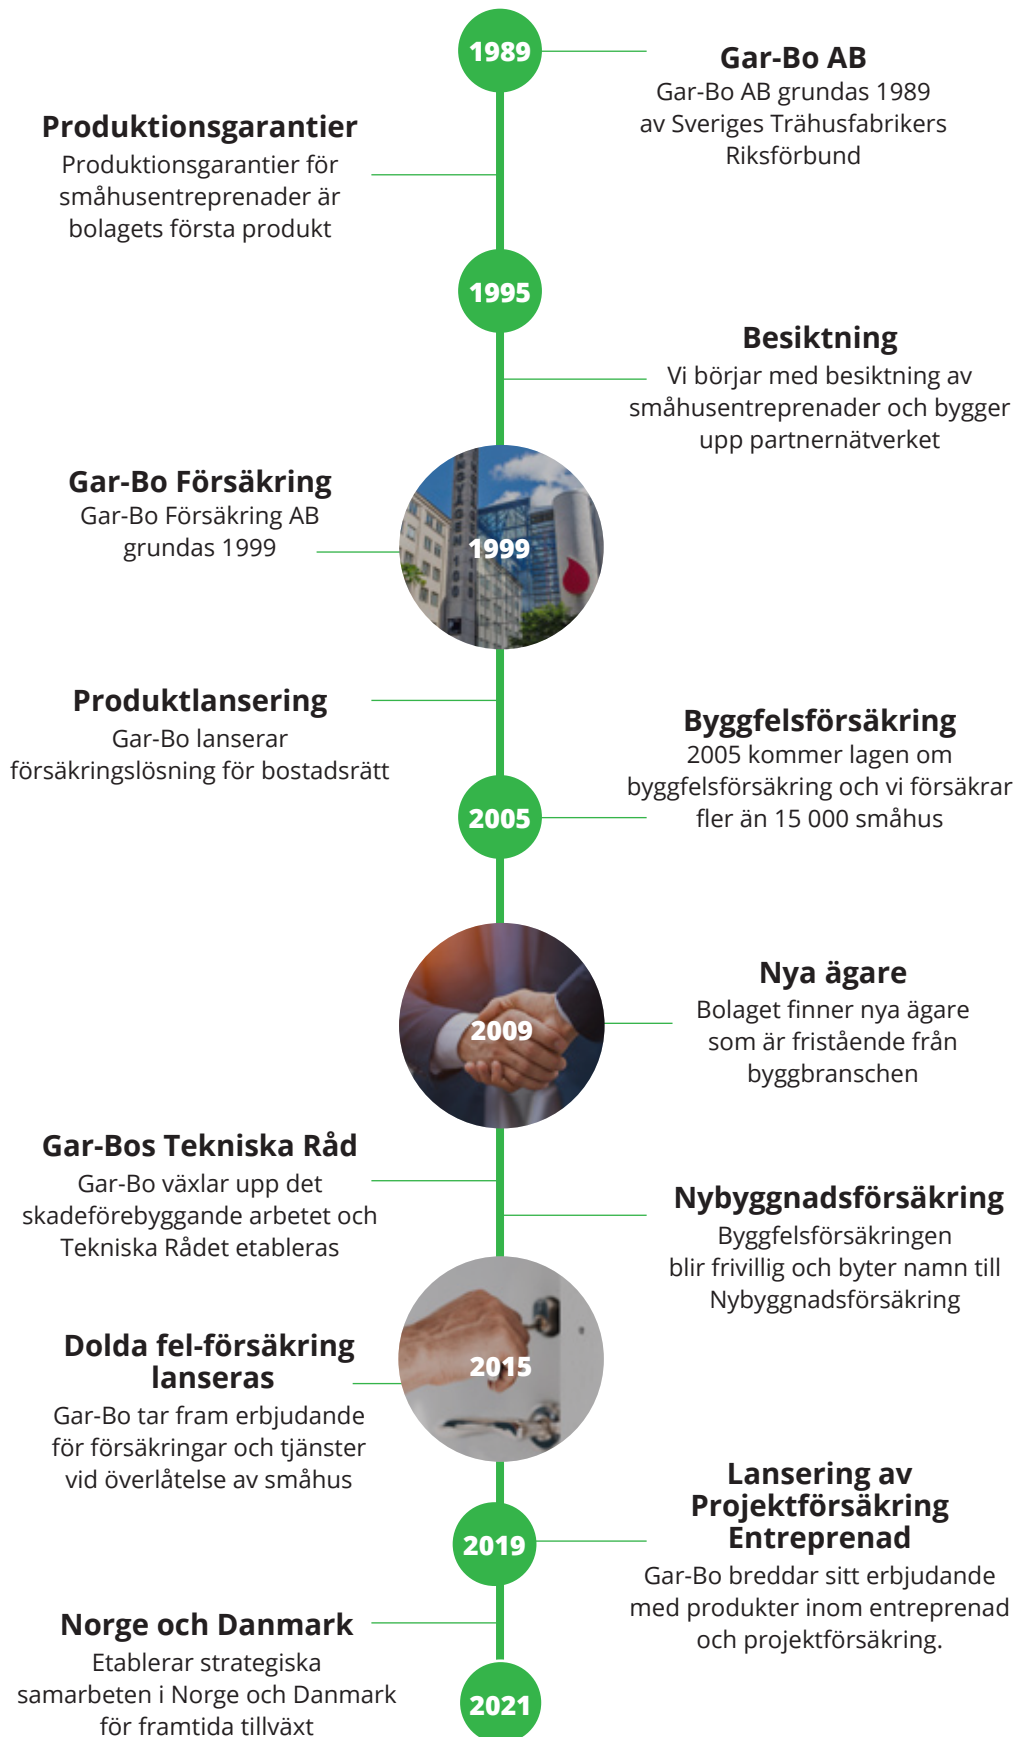 1989
Gar-Bo AB
Gar-Bo AB grundas 1989
av Sveriges Trähusfabrikers
Riksförbund
Produktionsgarantier
Produktionsgarantier för
småhusentreprenader är
bolagets första produkt
1995
Besiktning
Vi börjar med besiktning av
småhusentreprenader och bygger
upp partnernätverket
Gar-Bo Försäkring
Gar-Bo Försäkring AB
grundas 1999
1999
Produktlansering
Gar-Bo lanserar
försäkringslösning för bostadsrätt
Byggfelsförsäkring
2005 kommer lagen om
byggfelsförsäkring och vi försäkrar
fler än 15 000 småhus
2005
Nya ägare
Bolaget finner nya ägare
som är fristående från
byggbranschen
2009
Gar-Bos Tekniska Råd
Gar-Bo växlar upp det
skadeförebyggande arbetet och
Tekniska Rådet etableras
Nybyggnadsförsäkring
Byggfelsförsäkringen
blir frivillig och byter namn till
Nybyggnadsförsäkring
2015
Dolda fel-försäkring
lanseras
Gar-Bo tar fram erbjudande
för försäkringar och tjänster
vid överlåtelse av småhus
Lansering av
Projektförsäkring
Entreprenad
Gar-Bo breddar sitt erbjudande
med produkter inom entreprenad
och projektförsäkring.
2019
Norge och Danmark
Etablerar strategiska
samarbeten i Norge och Danmark
för framtida tillväxt
2021